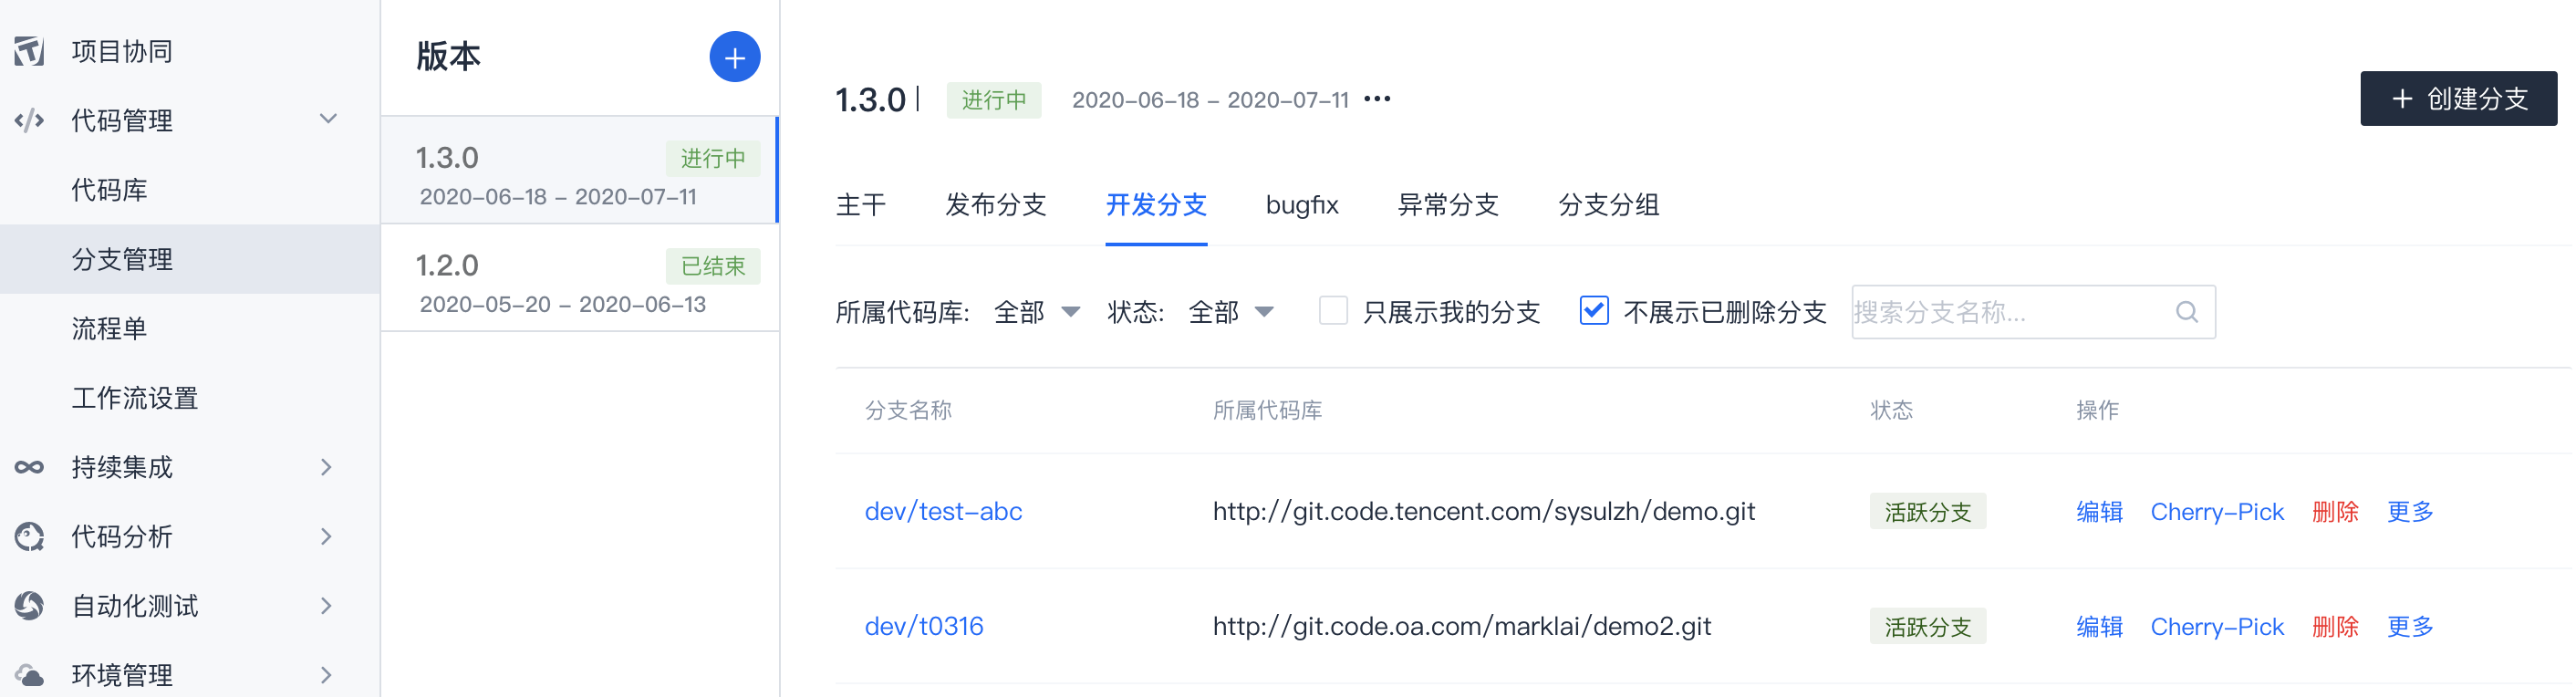 项目协同
代码管理
代码库
分支管理
流程单
工作流设置
持续集成
代码分析
自动化测试
环境管理
版本
1.3.0 进行中
2020-06-18 - 2020-07-11
1.2.0 已结束
2020-05-20 - 2020-06-13
1.3.0 进行中 2020-06-18 - 2020-07-11 •••
+ 创建分支
主干 发布分支 开发分支 bugfix 异常分支 分支分组
所属代码库: 全部 状态: 全部 只展示我的分支 不展示已删除分支 搜索分支名称...
分支名称 所属代码库 状态 操作
dev/test-abc http://git.code.tencent.com/sysulzh/demo.git 活跃分支 编辑 Cherry-Pick 删除 更多
dev/t0316 http://git.code.oa.com/marklai/demo2.git 活跃分支 编辑 Cherry-Pick 删除 更多